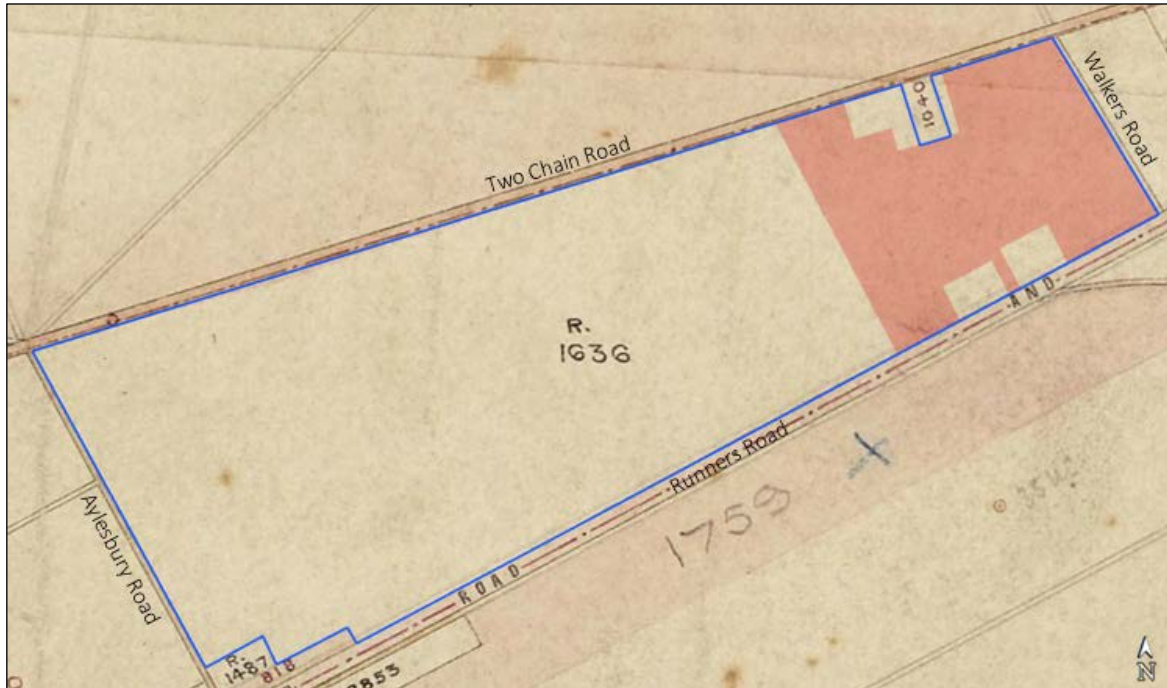 Two Chain Road
Walkers Road
1040
R.
1636
AND
Runners Road
ROAD
1759
Aylesbury Road
R.
1487
818
2853
N